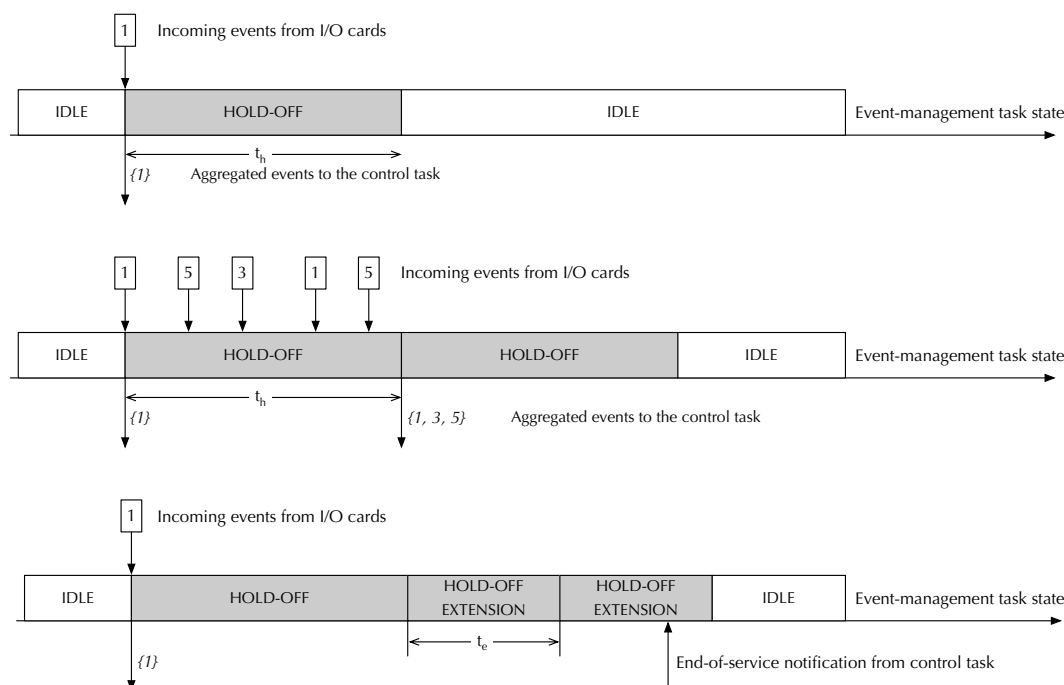 1 Incoming events from I/O cards
IDLE HOLD-OFF IDLE Event-management task state
t_h
{1} Aggregated events to the control task
1 5 3 1 5 Incoming events from I/O cards
IDLE HOLD-OFF HOLD-OFF IDLE Event-management task state
t_h
{1} {1, 3, 5} Aggregated events to the control task
1 Incoming events from I/O cards
IDLE HOLD-OFF HOLD-OFF EXTENSION HOLD-OFF EXTENSION IDLE Event-management task state
t_e
{1} End-of-service notification from control task